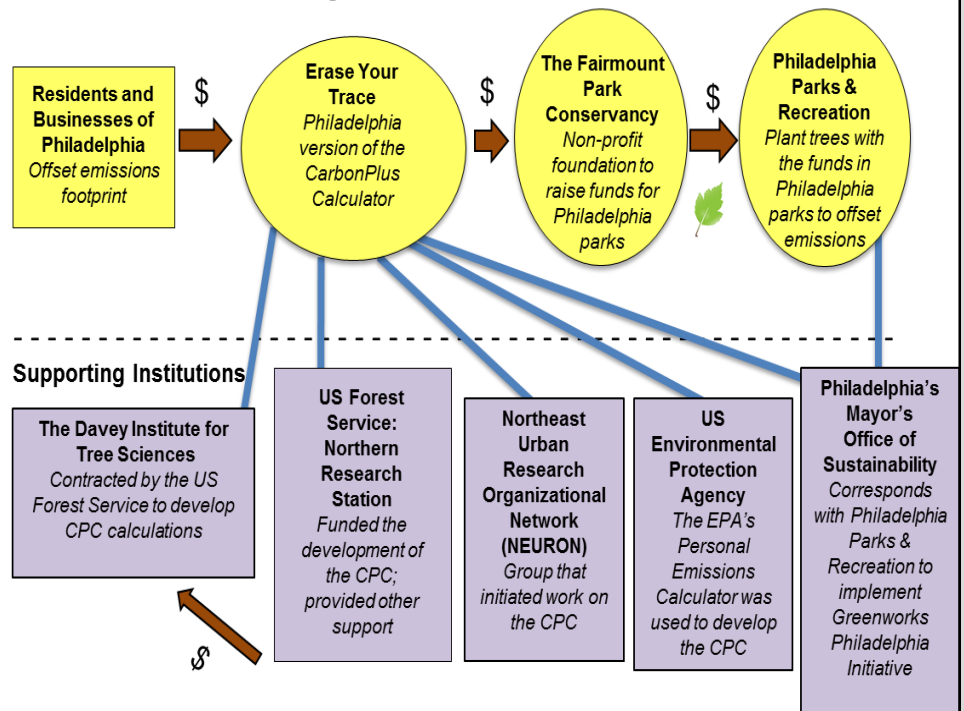 Residents and
Businesses of
Philadelphia
Offset emissions
footprint
$
Erase Your
Trace
Philadelphia
version of the
CarbonPlus
Calculator
$
The Fairmount
Park
Conservancy
Non-profit
foundation to
raise funds for
Philadelphia
parks
$
Philadelphia
Parks &
Recreation
Plant trees with
the funds in
Philadelphia
parks to offset
emissions
Supporting Institutions
The Davey Institute for
Tree Sciences
Contracted by the US
Forest Service to develop
CPC calculations
$
US Forest
Service:
Northern
Research
Station
Funded the
development of
the CPC;
provided other
support
Northeast
Urban
Research
Organizational
Network
(NEURON)
Group that
initiated work on
the CPC
US
Environmental
Protection
Agency
The EPA's
Personal
Emissions
Calculator was
used to develop
the CPC
Philadelphia's
Mayor's
Office of
Sustainability
Corresponds
with Philadelphia
Parks &
Recreation to
implement
Greenworks
Philadelphia
Initiative